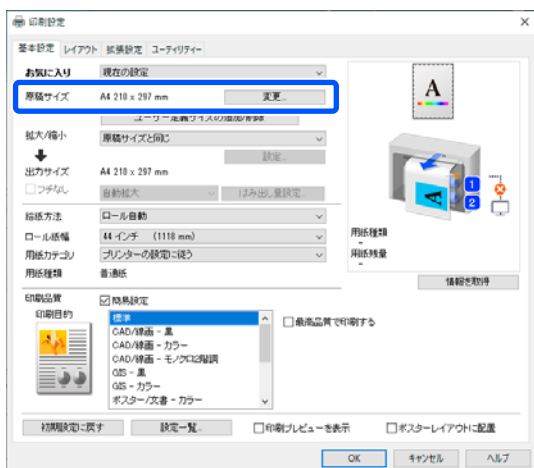 印刷設定
基本設定 レイアウト 拡張設定 ユーティリティー
お気に入り 現在の設定
原稿サイズ A4 210 x 297 mm 変更...
ユーザー定義サイズの追加/削除
拡大/縮小 原稿サイズと同じ
設定...
出力サイズ A4 210 x 297 mm
フチなし 自動拡大 はみ出し量設定...
給紙方法 ロール自動
ロール紙幅 44 インチ (1118 mm)
用紙カテゴリ プリンターの設定に従う
用紙種類 普通紙
A
A
1
2
用紙種類
-
用紙残量
-
情報を取得
印刷品質 簡易設定
印刷目的
標準
CAD/線画 - 黒
CAD/線画 - カラー
CAD/線画 - モノクロ2階調
GIS - 黒
GIS - カラー
ポスター/文書 - カラー
最高品質で印刷する
初期設定に戻す 設定一覧... 印刷プレビューを表示 ポスターレイアウトに配置
OK キャンセル ヘルプ